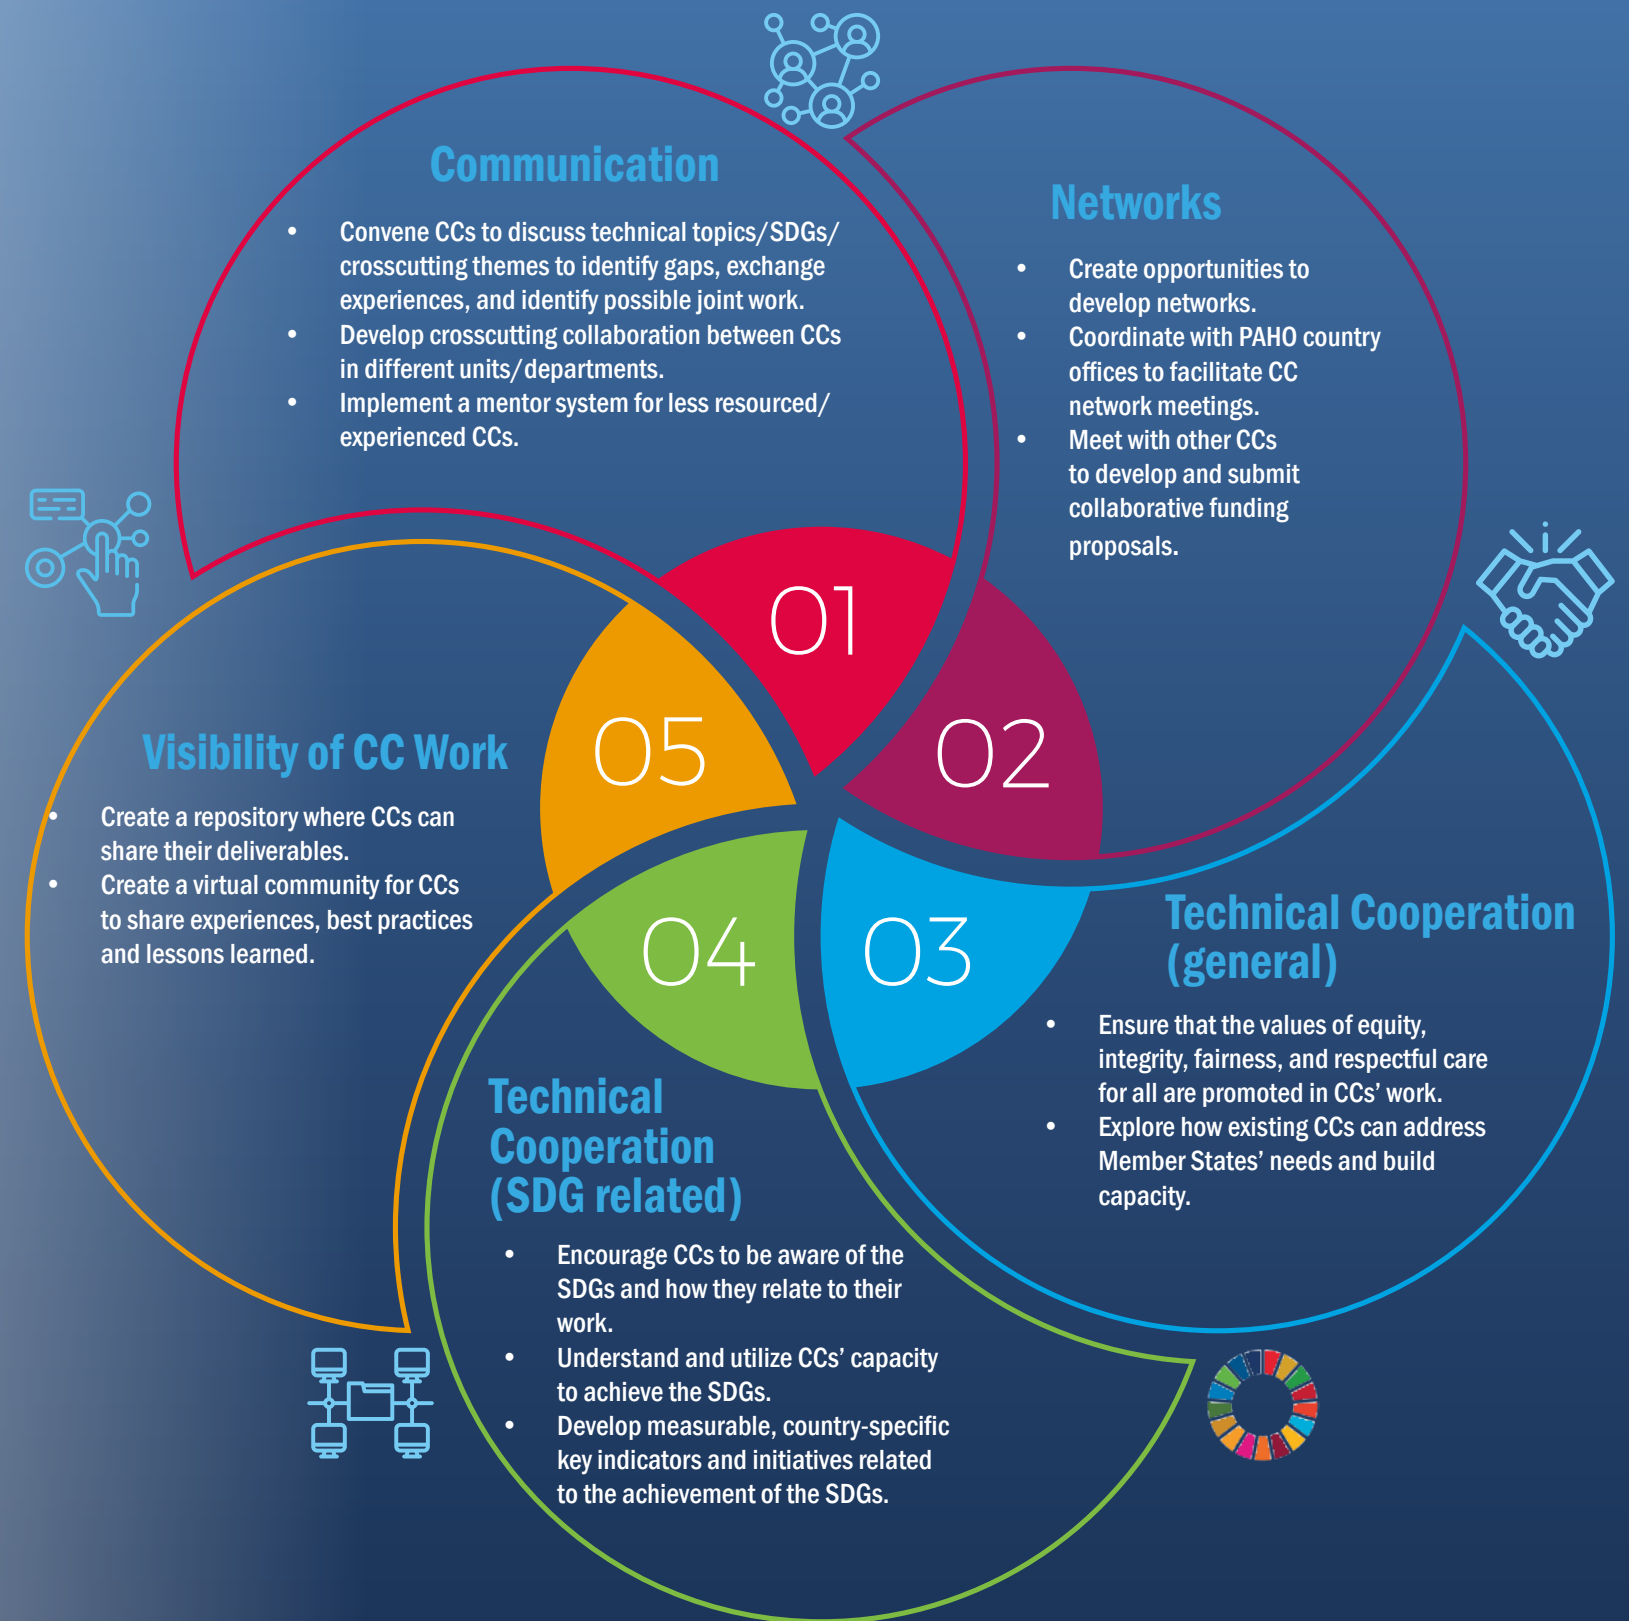 Communication
• Convene CCs to discuss technical topics/SDGs/
crosscutting themes to identify gaps, exchange
experiences, and identify possible joint work.
• Develop crosscutting collaboration between CCs
in different units/departments.
• Implement a mentor system for less resourced/
experienced CCs.
01
Networks
• Create opportunities to
develop networks.
• Coordinate with PAHO country
offices to facilitate CC
network meetings.
• Meet with other CCs
to develop and submit
collaborative funding
proposals.
02
Technical Cooperation
(general)
• Ensure that the values of equity,
integrity, fairness, and respectful care
for all are promoted in CCs’ work.
• Explore how existing CCs can address
Member States’ needs and build
capacity.
03
Technical
Cooperation
(SDG related)
• Encourage CCs to be aware of the
SDGs and how they relate to their
work.
• Understand and utilize CCs’ capacity
to achieve the SDGs.
• Develop measurable, country-specific
key indicators and initiatives related
to the achievement of the SDGs.
04
Visibility of CC Work
• Create a repository where CCs can
share their deliverables.
• Create a virtual community for CCs
to share experiences, best practices
and lessons learned.
05